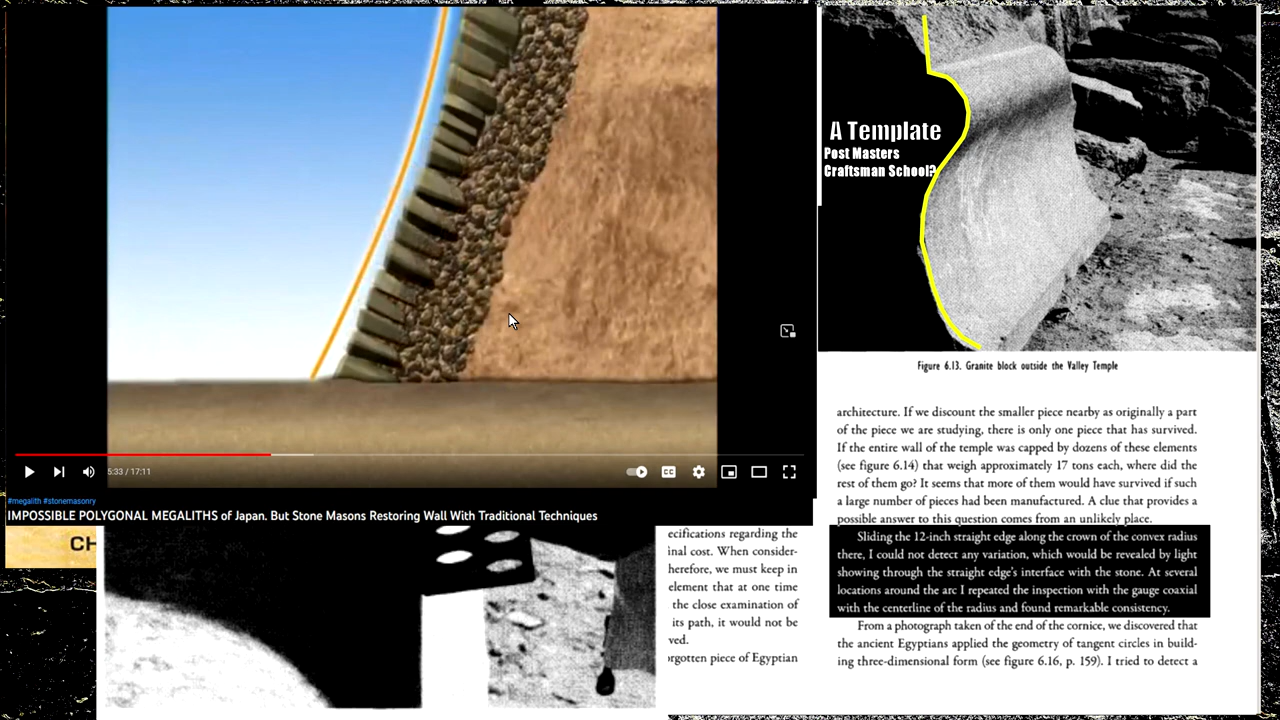 5:33 / 17:11
#megalith #stonemasonry
IMPOSSIBLE POLYGONAL MEGALITHS of Japan. But Stone Masons Restoring Wall With Traditional Techniques
CH
ecifications regarding the
inal cost. When consider-
herefore, we must keep in
element that at one time
the close examination of
its path, it would not be
ved.
rgotten piece of Egyptian
A Template
Post Masters
Craftsman School?
Figure 6.13. Granite block outside the Valley Temple
architecture. If we discount the smaller piece nearby as originally a part
of the piece we are studying, there is only one piece that has survived.
If the entire wall of the temple was capped by dozens of these elements
(see figure 6.14) that weigh approximately 17 tons each, where did the
rest of them go? It seems that more of them would have survived if such
a large number of pieces had been manufactured. A clue that provides a
possible answer to this question comes from an unlikely place.
Sliding the 12-inch straight edge along the crown of the convex radius
there, I could not detect any variation, which would be revealed by light
showing through the straight edge's interface with the stone. At several
locations around the arc I repeated the inspection with the gauge coaxial
with the centerline of the radius and found remarkable consistency.
From a photograph taken of the end of the cornice, we discovered that
the ancient Egyptians applied the geometry of tangent circles in build-
ing three-dimensional form (see figure 6.16, p. 159). I tried to detect a